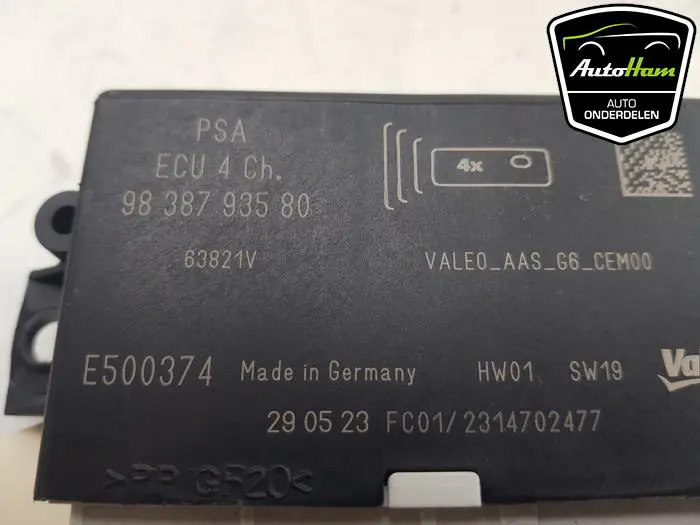 AutoHam
AUTO
ONDERDELEN
PSA
ECU 4 Ch.
98 387 935 80
4x
63821V
VALEO_AAS_G6_CEM00
E500374
Made in Germany
HW01 SW19
Va
29 05 23 FC01/2314702477
>PP GF20<